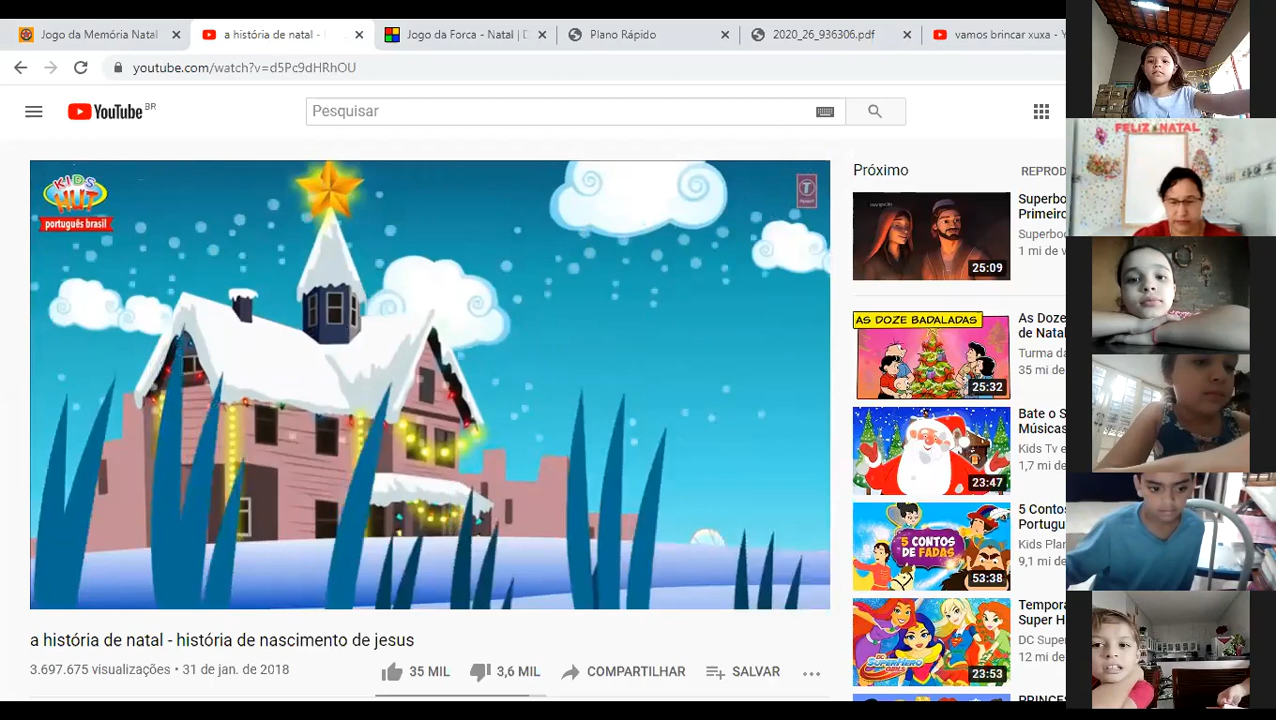 Jogo da Memória Natal
a história de natal -
Jogo da Forca - Natal | D
Plano Rápido
2020_26_936306.pdf
vamos brincar xuxa - Y
youtube.com/watch?v=d5Pc9dHRhOU
YouTube BR
Pesquisar
FELIZ NATAL
KIDS HUT
português brasil
T
Próximo
REPROD
Superbo
Primeiro
Superboo
1 mi de v
25:09
AS DOZE BADALADAS
25:32
As Doze
de Natal
Turma da
35 mi de
23:47
Bate o S
Músicas
Kids Tv e
1,7 mi de
5 CONTOS
DE FADAS
53:38
5 Contos
Portugu
Kids Plan
9,1 mi de
DC SUPERHERO GIRLS
23:53
Tempora
Super H
DC Super
12 mi de
PRINCES
a história de natal - história de nascimento de jesus
3.697.675 visualizações • 31 de jan. de 2018
35 MIL
3,6 MIL
COMPARTILHAR
SALVAR